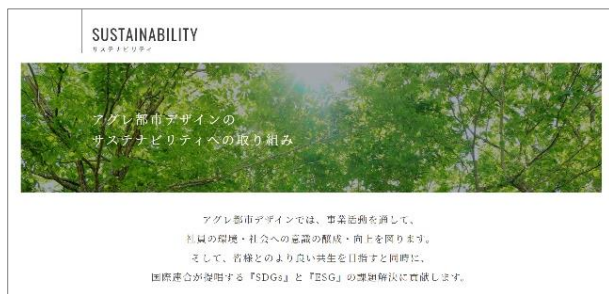 SUSTAINABILITY
サステナビリティ
アグレ都市デザインの
サステナビリティへの取り組み
アグレ都市デザインでは、事業活動を通して、
社員の環境・社会への意識の醸成・向上を図ります。
そして、皆様とのより良い共生を目指すと同時に、
国際連合が提唱する『SDGs』と『ESG』の課題解決に貢献します。